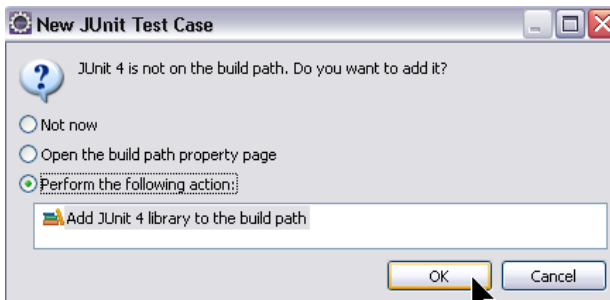 New JUnit Test Case
JUnit 4 is not on the build path. Do you want to add it?
Not now
Open the build path property page
Perform the following action:
Add JUnit 4 library to the build path
OK
Cancel